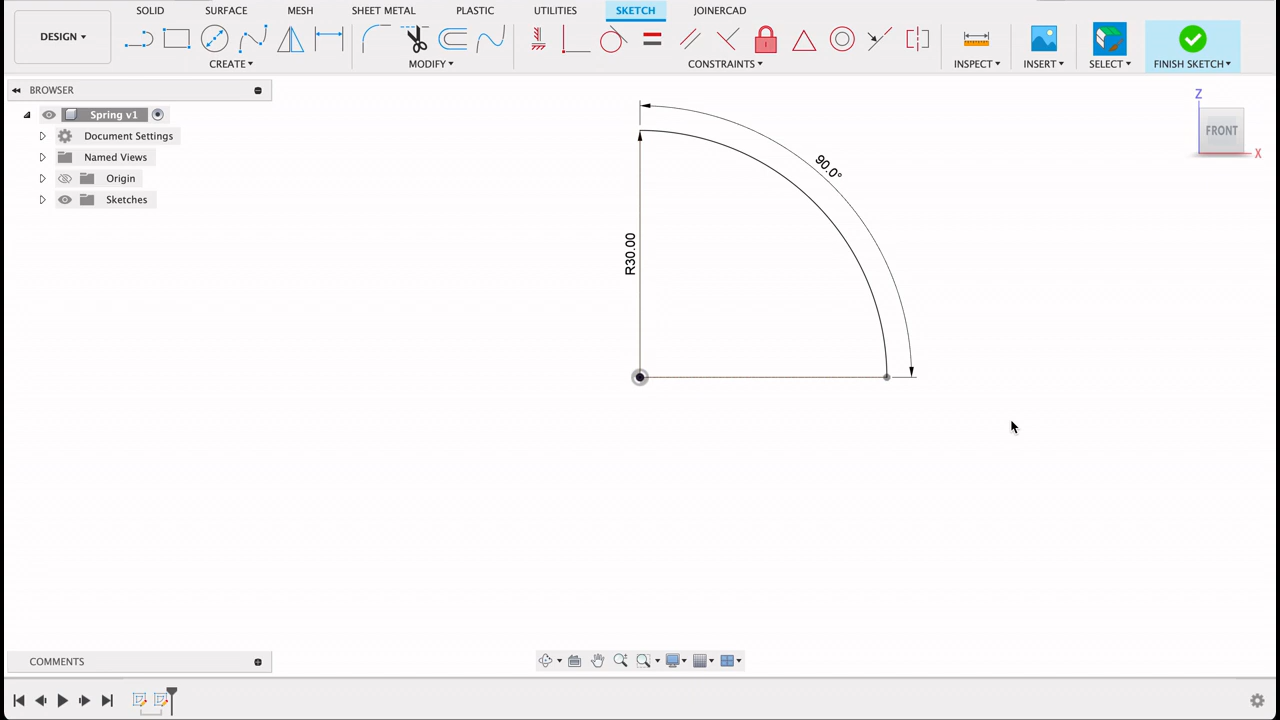 SOLID SURFACE MESH SHEET METAL PLASTIC UTILITIES SKETCH JOINERCAD
DESIGN
CREATE MODIFY CONSTRAINTS INSPECT INSERT SELECT FINISH SKETCH
BROWSER
Spring v1
Document Settings
Named Views
Origin
Sketches
Z
FRONT
X
90.0°
R30.00
COMMENTS